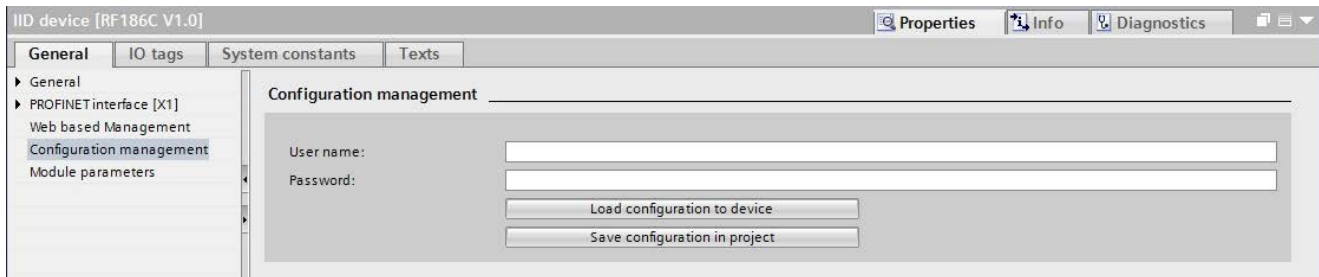 IID device [RF186C V1.0]
Properties
Info
Diagnostics
General
IO tags
System constants
Texts
General
PROFINET interface [X1]
Web based Management
Configuration management
Module parameters
Configuration management
User name:
Password:
Load configuration to device
Save configuration in project